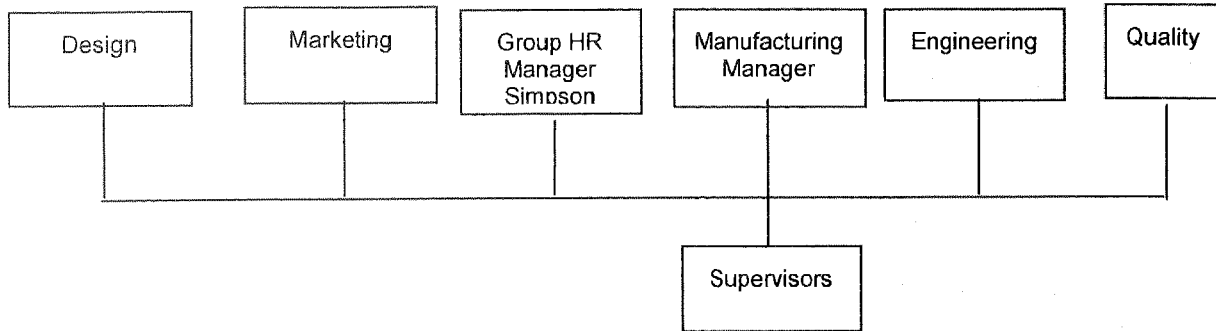 Design
Marketing
Group HR
Manager
Simpson
Manufacturing
Manager
Engineering
Quality
Supervisors